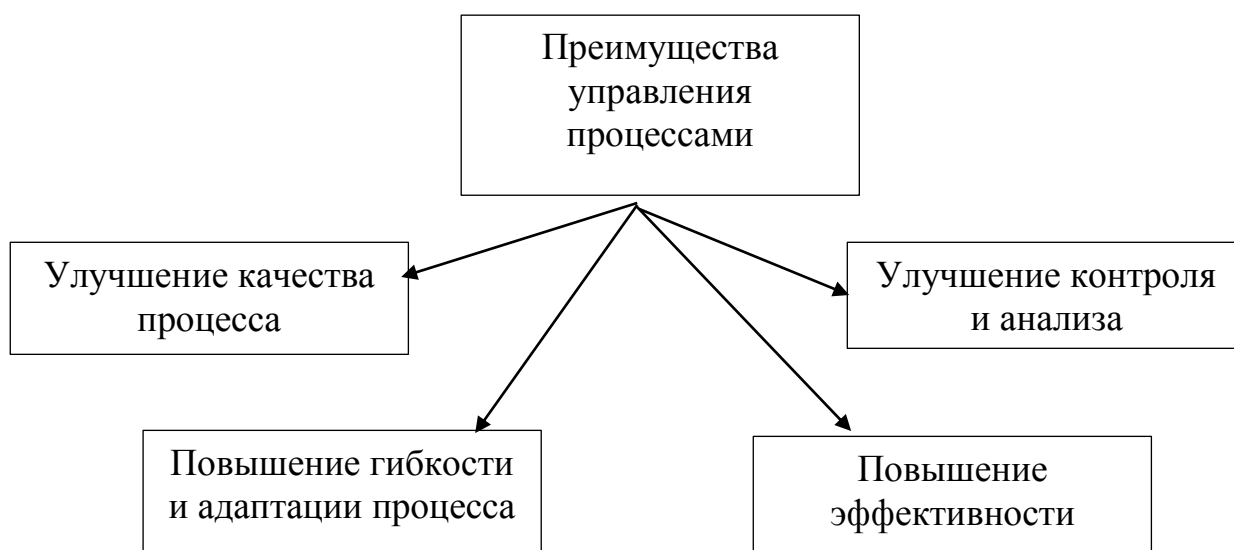 Преимущества
управления
процессами
Улучшение качества
процесса
Улучшение контроля
и анализа
Повышение гибкости
и адаптации процесса
Повышение
эффективности